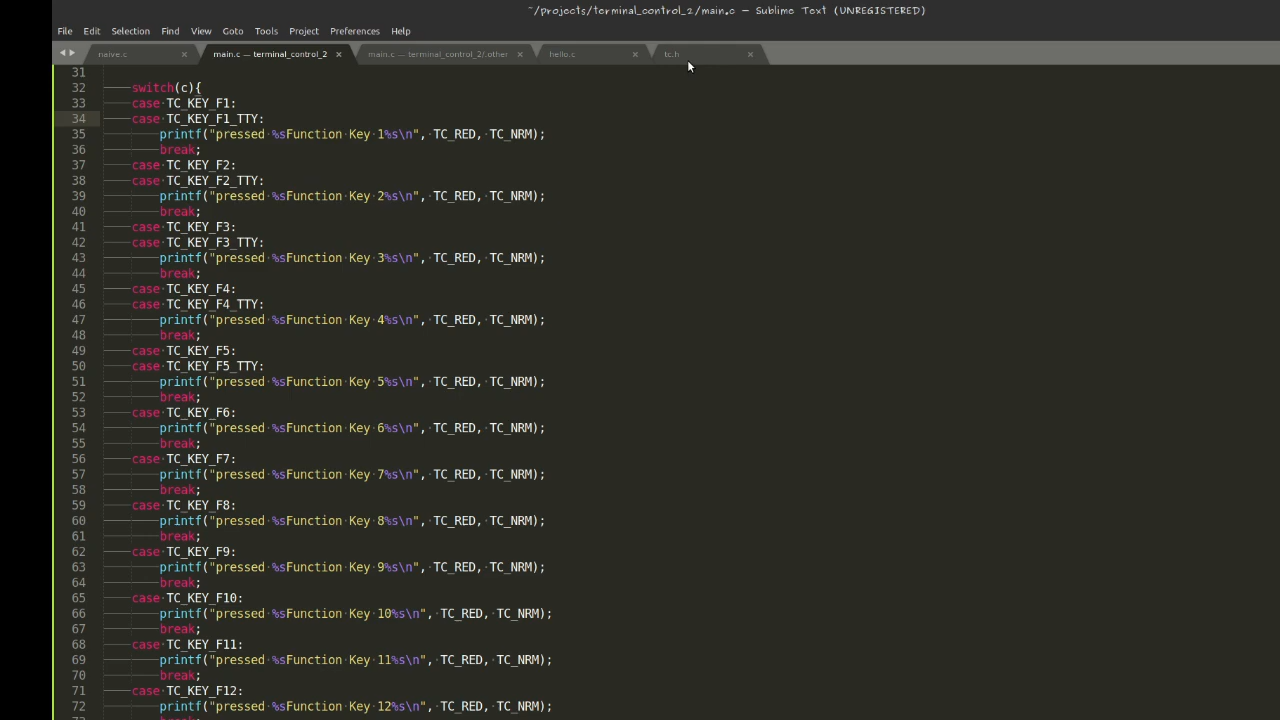 ~/projects/terminal_control_2/main.c — Sublime Text (UNREGISTERED)
File Edit Selection Find View Goto Tools Project Preferences Help
naive.c × main.c — terminal_control_2 × main.c — terminal_control_2/.other × hello.c × tc.h ×
31
32 switch(c){
33 case TC_KEY_F1:
34 case TC_KEY_F1_TTY:
35 printf("pressed %sFunction Key 1%s\n", TC_RED, TC_NRM);
36 break;
37 case TC_KEY_F2:
38 case TC_KEY_F2_TTY:
39 printf("pressed %sFunction Key 2%s\n", TC_RED, TC_NRM);
40 break;
41 case TC_KEY_F3:
42 case TC_KEY_F3_TTY:
43 printf("pressed %sFunction Key 3%s\n", TC_RED, TC_NRM);
44 break;
45 case TC_KEY_F4:
46 case TC_KEY_F4_TTY:
47 printf("pressed %sFunction Key 4%s\n", TC_RED, TC_NRM);
48 break;
49 case TC_KEY_F5:
50 case TC_KEY_F5_TTY:
51 printf("pressed %sFunction Key 5%s\n", TC_RED, TC_NRM);
52 break;
53 case TC_KEY_F6:
54 printf("pressed %sFunction Key 6%s\n", TC_RED, TC_NRM);
55 break;
56 case TC_KEY_F7:
57 printf("pressed %sFunction Key 7%s\n", TC_RED, TC_NRM);
58 break;
59 case TC_KEY_F8:
60 printf("pressed %sFunction Key 8%s\n", TC_RED, TC_NRM);
61 break;
62 case TC_KEY_F9:
63 printf("pressed %sFunction Key 9%s\n", TC_RED, TC_NRM);
64 break;
65 case TC_KEY_F10:
66 printf("pressed %sFunction Key 10%s\n", TC_RED, TC_NRM);
67 break;
68 case TC_KEY_F11:
69 printf("pressed %sFunction Key 11%s\n", TC_RED, TC_NRM);
70 break;
71 case TC_KEY_F12:
72 printf("pressed %sFunction Key 12%s\n", TC_RED, TC_NRM);